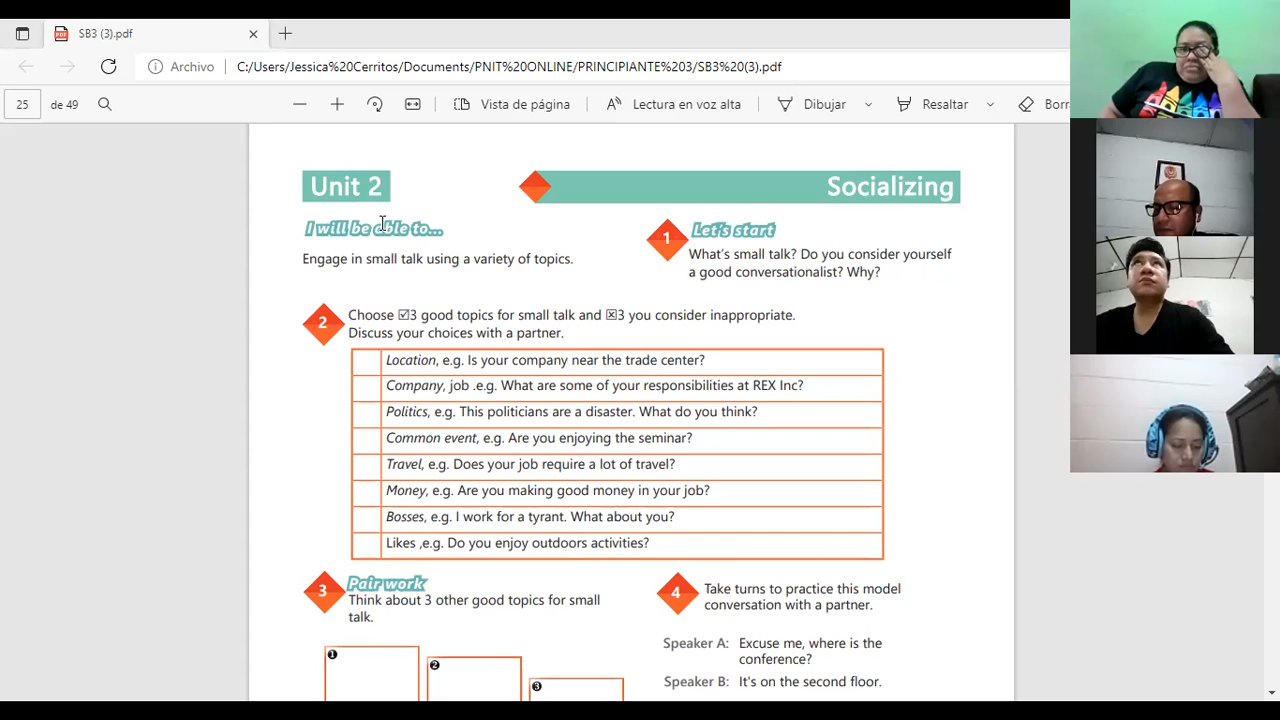 SB3 (3).pdf
Archivo
C:/Users/Jessica%20Cerritos/Documents/PNIT%20ONLINE/PRINCIPIANTE%203/SB3%20(3).pdf
25 de 49
Vista de página
Lectura en voz alta
Dibujar
Resaltar
Borr
Unit 2
Socializing
I will be able to...
Engage in small talk using a variety of topics.
1 Let's start
What's small talk? Do you consider yourself
a good conversationalist? Why?
2 Choose ☑3 good topics for small talk and ☒3 you consider inappropriate.
Discuss your choices with a partner.
Location, e.g. Is your company near the trade center?
Company, job .e.g. What are some of your responsibilities at REX Inc?
Politics, e.g. This politicians are a disaster. What do you think?
Common event, e.g. Are you enjoying the seminar?
Travel, e.g. Does your job require a lot of travel?
Money, e.g. Are you making good money in your job?
Bosses, e.g. I work for a tyrant. What about you?
Likes ,e.g. Do you enjoy outdoors activities?
3 Pair work
Think about 3 other good topics for small
talk.
❶
❷
❸
4 Take turns to practice this model
conversation with a partner.
Speaker A: Excuse me, where is the
conference?
Speaker B: It's on the second floor.